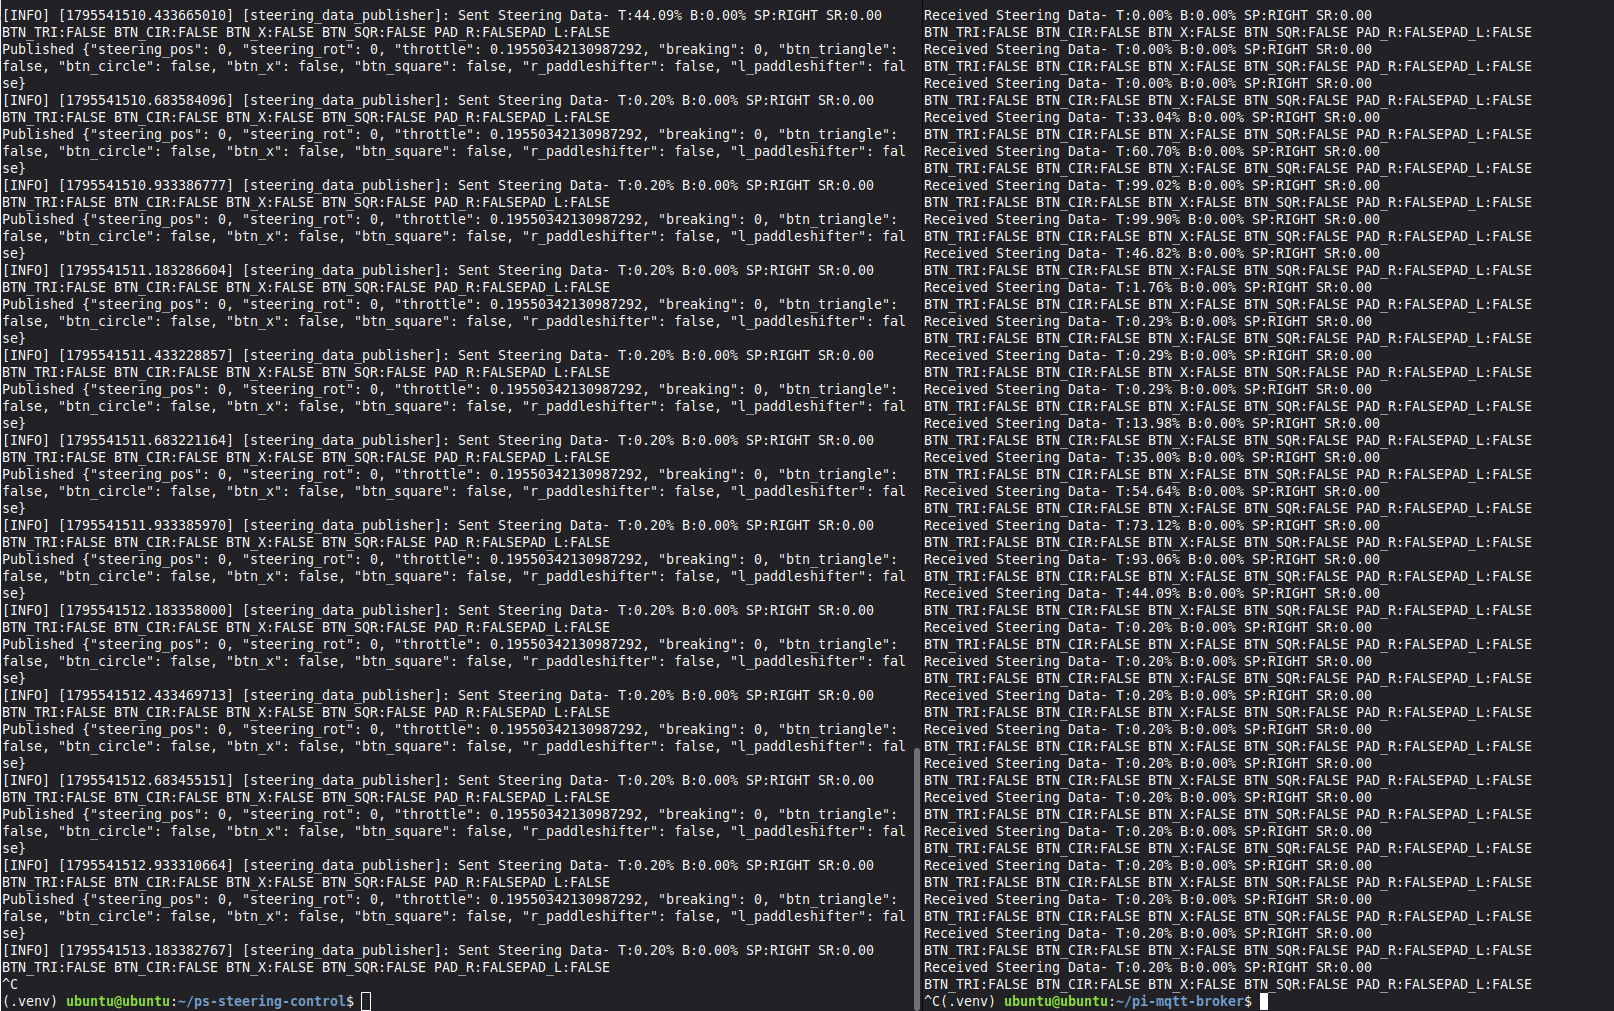 [INFO] [1795541510.433665010] [steering_data_publisher]: Sent Steering Data- T:44.09% B:0.00% SP:RIGHT SR:0.00
BTN_TRI:FALSE BTN_CIR:FALSE BTN_X:FALSE BTN_SQR:FALSE PAD_R:FALSEPAD_L:FALSE
Published {"steering_pos": 0, "steering_rot": 0, "throttle": 0.19550342130987292, "breaking": 0, "btn_triangle":
false, "btn_circle": false, "btn_x": false, "btn_square": false, "r_paddleshifter": false, "l_paddleshifter": fal
se}
[INFO] [1795541510.683584096] [steering_data_publisher]: Sent Steering Data- T:0.20% B:0.00% SP:RIGHT SR:0.00
BTN_TRI:FALSE BTN_CIR:FALSE BTN_X:FALSE BTN_SQR:FALSE PAD_R:FALSEPAD_L:FALSE
Published {"steering_pos": 0, "steering_rot": 0, "throttle": 0.19550342130987292, "breaking": 0, "btn_triangle":
false, "btn_circle": false, "btn_x": false, "btn_square": false, "r_paddleshifter": false, "l_paddleshifter": fal
se}
[INFO] [1795541510.933386777] [steering_data_publisher]: Sent Steering Data- T:0.20% B:0.00% SP:RIGHT SR:0.00
BTN_TRI:FALSE BTN_CIR:FALSE BTN_X:FALSE BTN_SQR:FALSE PAD_R:FALSEPAD_L:FALSE
Published {"steering_pos": 0, "steering_rot": 0, "throttle": 0.19550342130987292, "breaking": 0, "btn_triangle":
false, "btn_circle": false, "btn_x": false, "btn_square": false, "r_paddleshifter": false, "l_paddleshifter": fal
se}
[INFO] [1795541511.183286604] [steering_data_publisher]: Sent Steering Data- T:0.20% B:0.00% SP:RIGHT SR:0.00
BTN_TRI:FALSE BTN_CIR:FALSE BTN_X:FALSE BTN_SQR:FALSE PAD_R:FALSEPAD_L:FALSE
Published {"steering_pos": 0, "steering_rot": 0, "throttle": 0.19550342130987292, "breaking": 0, "btn_triangle":
false, "btn_circle": false, "btn_x": false, "btn_square": false, "r_paddleshifter": false, "l_paddleshifter": fal
se}
[INFO] [1795541511.433228857] [steering_data_publisher]: Sent Steering Data- T:0.20% B:0.00% SP:RIGHT SR:0.00
BTN_TRI:FALSE BTN_CIR:FALSE BTN_X:FALSE BTN_SQR:FALSE PAD_R:FALSEPAD_L:FALSE
Published {"steering_pos": 0, "steering_rot": 0, "throttle": 0.19550342130987292, "breaking": 0, "btn_triangle":
false, "btn_circle": false, "btn_x": false, "btn_square": false, "r_paddleshifter": false, "l_paddleshifter": fal
se}
[INFO] [1795541511.683221164] [steering_data_publisher]: Sent Steering Data- T:0.20% B:0.00% SP:RIGHT SR:0.00
BTN_TRI:FALSE BTN_CIR:FALSE BTN_X:FALSE BTN_SQR:FALSE PAD_R:FALSEPAD_L:FALSE
Published {"steering_pos": 0, "steering_rot": 0, "throttle": 0.19550342130987292, "breaking": 0, "btn_triangle":
false, "btn_circle": false, "btn_x": false, "btn_square": false, "r_paddleshifter": false, "l_paddleshifter": fal
se}
[INFO] [1795541511.933385970] [steering_data_publisher]: Sent Steering Data- T:0.20% B:0.00% SP:RIGHT SR:0.00
BTN_TRI:FALSE BTN_CIR:FALSE BTN_X:FALSE BTN_SQR:FALSE PAD_R:FALSEPAD_L:FALSE
Published {"steering_pos": 0, "steering_rot": 0, "throttle": 0.19550342130987292, "breaking": 0, "btn_triangle":
false, "btn_circle": false, "btn_x": false, "btn_square": false, "r_paddleshifter": false, "l_paddleshifter": fal
se}
[INFO] [1795541512.183358000] [steering_data_publisher]: Sent Steering Data- T:0.20% B:0.00% SP:RIGHT SR:0.00
BTN_TRI:FALSE BTN_CIR:FALSE BTN_X:FALSE BTN_SQR:FALSE PAD_R:FALSEPAD_L:FALSE
Published {"steering_pos": 0, "steering_rot": 0, "throttle": 0.19550342130987292, "breaking": 0, "btn_triangle":
false, "btn_circle": false, "btn_x": false, "btn_square": false, "r_paddleshifter": false, "l_paddleshifter": fal
se}
[INFO] [1795541512.433469713] [steering_data_publisher]: Sent Steering Data- T:0.20% B:0.00% SP:RIGHT SR:0.00
BTN_TRI:FALSE BTN_CIR:FALSE BTN_X:FALSE BTN_SQR:FALSE PAD_R:FALSEPAD_L:FALSE
Published {"steering_pos": 0, "steering_rot": 0, "throttle": 0.19550342130987292, "breaking": 0, "btn_triangle":
false, "btn_circle": false, "btn_x": false, "btn_square": false, "r_paddleshifter": false, "l_paddleshifter": fal
se}
[INFO] [1795541512.683455151] [steering_data_publisher]: Sent Steering Data- T:0.20% B:0.00% SP:RIGHT SR:0.00
BTN_TRI:FALSE BTN_CIR:FALSE BTN_X:FALSE BTN_SQR:FALSE PAD_R:FALSEPAD_L:FALSE
Published {"steering_pos": 0, "steering_rot": 0, "throttle": 0.19550342130987292, "breaking": 0, "btn_triangle":
false, "btn_circle": false, "btn_x": false, "btn_square": false, "r_paddleshifter": false, "l_paddleshifter": fal
se}
[INFO] [1795541512.933310664] [steering_data_publisher]: Sent Steering Data- T:0.20% B:0.00% SP:RIGHT SR:0.00
BTN_TRI:FALSE BTN_CIR:FALSE BTN_X:FALSE BTN_SQR:FALSE PAD_R:FALSEPAD_L:FALSE
Published {"steering_pos": 0, "steering_rot": 0, "throttle": 0.19550342130987292, "breaking": 0, "btn_triangle":
false, "btn_circle": false, "btn_x": false, "btn_square": false, "r_paddleshifter": false, "l_paddleshifter": fal
se}
[INFO] [1795541513.183382767] [steering_data_publisher]: Sent Steering Data- T:0.20% B:0.00% SP:RIGHT SR:0.00
BTN_TRI:FALSE BTN_CIR:FALSE BTN_X:FALSE BTN_SQR:FALSE PAD_R:FALSEPAD_L:FALSE
^C
(.venv) ubuntu@ubuntu:~/ps-steering-control$
Received Steering Data- T:0.00% B:0.00% SP:RIGHT SR:0.00
BTN_TRI:FALSE BTN_CIR:FALSE BTN_X:FALSE BTN_SQR:FALSE PAD_R:FALSEPAD_L:FALSE
Received Steering Data- T:0.00% B:0.00% SP:RIGHT SR:0.00
BTN_TRI:FALSE BTN_CIR:FALSE BTN_X:FALSE BTN_SQR:FALSE PAD_R:FALSEPAD_L:FALSE
Received Steering Data- T:0.00% B:0.00% SP:RIGHT SR:0.00
BTN_TRI:FALSE BTN_CIR:FALSE BTN_X:FALSE BTN_SQR:FALSE PAD_R:FALSEPAD_L:FALSE
Received Steering Data- T:33.04% B:0.00% SP:RIGHT SR:0.00
BTN_TRI:FALSE BTN_CIR:FALSE BTN_X:FALSE BTN_SQR:FALSE PAD_R:FALSEPAD_L:FALSE
Received Steering Data- T:60.70% B:0.00% SP:RIGHT SR:0.00
BTN_TRI:FALSE BTN_CIR:FALSE BTN_X:FALSE BTN_SQR:FALSE PAD_R:FALSEPAD_L:FALSE
Received Steering Data- T:99.02% B:0.00% SP:RIGHT SR:0.00
BTN_TRI:FALSE BTN_CIR:FALSE BTN_X:FALSE BTN_SQR:FALSE PAD_R:FALSEPAD_L:FALSE
Received Steering Data- T:99.90% B:0.00% SP:RIGHT SR:0.00
BTN_TRI:FALSE BTN_CIR:FALSE BTN_X:FALSE BTN_SQR:FALSE PAD_R:FALSEPAD_L:FALSE
Received Steering Data- T:46.82% B:0.00% SP:RIGHT SR:0.00
BTN_TRI:FALSE BTN_CIR:FALSE BTN_X:FALSE BTN_SQR:FALSE PAD_R:FALSEPAD_L:FALSE
Received Steering Data- T:1.76% B:0.00% SP:RIGHT SR:0.00
BTN_TRI:FALSE BTN_CIR:FALSE BTN_X:FALSE BTN_SQR:FALSE PAD_R:FALSEPAD_L:FALSE
Received Steering Data- T:0.29% B:0.00% SP:RIGHT SR:0.00
BTN_TRI:FALSE BTN_CIR:FALSE BTN_X:FALSE BTN_SQR:FALSE PAD_R:FALSEPAD_L:FALSE
Received Steering Data- T:0.29% B:0.00% SP:RIGHT SR:0.00
BTN_TRI:FALSE BTN_CIR:FALSE BTN_X:FALSE BTN_SQR:FALSE PAD_R:FALSEPAD_L:FALSE
Received Steering Data- T:0.29% B:0.00% SP:RIGHT SR:0.00
BTN_TRI:FALSE BTN_CIR:FALSE BTN_X:FALSE BTN_SQR:FALSE PAD_R:FALSEPAD_L:FALSE
Received Steering Data- T:13.98% B:0.00% SP:RIGHT SR:0.00
BTN_TRI:FALSE BTN_CIR:FALSE BTN_X:FALSE BTN_SQR:FALSE PAD_R:FALSEPAD_L:FALSE
Received Steering Data- T:35.00% B:0.00% SP:RIGHT SR:0.00
BTN_TRI:FALSE BTN_CIR:FALSE BTN_X:FALSE BTN_SQR:FALSE PAD_R:FALSEPAD_L:FALSE
Received Steering Data- T:54.64% B:0.00% SP:RIGHT SR:0.00
BTN_TRI:FALSE BTN_CIR:FALSE BTN_X:FALSE BTN_SQR:FALSE PAD_R:FALSEPAD_L:FALSE
Received Steering Data- T:73.12% B:0.00% SP:RIGHT SR:0.00
BTN_TRI:FALSE BTN_CIR:FALSE BTN_X:FALSE BTN_SQR:FALSE PAD_R:FALSEPAD_L:FALSE
Received Steering Data- T:93.06% B:0.00% SP:RIGHT SR:0.00
BTN_TRI:FALSE BTN_CIR:FALSE BTN_X:FALSE BTN_SQR:FALSE PAD_R:FALSEPAD_L:FALSE
Received Steering Data- T:44.09% B:0.00% SP:RIGHT SR:0.00
BTN_TRI:FALSE BTN_CIR:FALSE BTN_X:FALSE BTN_SQR:FALSE PAD_R:FALSEPAD_L:FALSE
Received Steering Data- T:0.20% B:0.00% SP:RIGHT SR:0.00
BTN_TRI:FALSE BTN_CIR:FALSE BTN_X:FALSE BTN_SQR:FALSE PAD_R:FALSEPAD_L:FALSE
Received Steering Data- T:0.20% B:0.00% SP:RIGHT SR:0.00
BTN_TRI:FALSE BTN_CIR:FALSE BTN_X:FALSE BTN_SQR:FALSE PAD_R:FALSEPAD_L:FALSE
Received Steering Data- T:0.20% B:0.00% SP:RIGHT SR:0.00
BTN_TRI:FALSE BTN_CIR:FALSE BTN_X:FALSE BTN_SQR:FALSE PAD_R:FALSEPAD_L:FALSE
Received Steering Data- T:0.20% B:0.00% SP:RIGHT SR:0.00
BTN_TRI:FALSE BTN_CIR:FALSE BTN_X:FALSE BTN_SQR:FALSE PAD_R:FALSEPAD_L:FALSE
Received Steering Data- T:0.20% B:0.00% SP:RIGHT SR:0.00
BTN_TRI:FALSE BTN_CIR:FALSE BTN_X:FALSE BTN_SQR:FALSE PAD_R:FALSEPAD_L:FALSE
Received Steering Data- T:0.20% B:0.00% SP:RIGHT SR:0.00
BTN_TRI:FALSE BTN_CIR:FALSE BTN_X:FALSE BTN_SQR:FALSE PAD_R:FALSEPAD_L:FALSE
Received Steering Data- T:0.20% B:0.00% SP:RIGHT SR:0.00
BTN_TRI:FALSE BTN_CIR:FALSE BTN_X:FALSE BTN_SQR:FALSE PAD_R:FALSEPAD_L:FALSE
Received Steering Data- T:0.20% B:0.00% SP:RIGHT SR:0.00
BTN_TRI:FALSE BTN_CIR:FALSE BTN_X:FALSE BTN_SQR:FALSE PAD_R:FALSEPAD_L:FALSE
Received Steering Data- T:0.20% B:0.00% SP:RIGHT SR:0.00
BTN_TRI:FALSE BTN_CIR:FALSE BTN_X:FALSE BTN_SQR:FALSE PAD_R:FALSEPAD_L:FALSE
Received Steering Data- T:0.20% B:0.00% SP:RIGHT SR:0.00
BTN_TRI:FALSE BTN_CIR:FALSE BTN_X:FALSE BTN_SQR:FALSE PAD_R:FALSEPAD_L:FALSE
Received Steering Data- T:0.20% B:0.00% SP:RIGHT SR:0.00
BTN_TRI:FALSE BTN_CIR:FALSE BTN_X:FALSE BTN_SQR:FALSE PAD_R:FALSEPAD_L:FALSE
^C(.venv) ubuntu@ubuntu:~/pi-mqtt-broker$